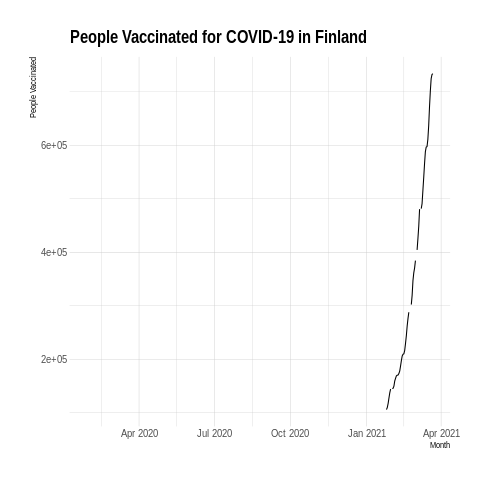 People Vaccinated for COVID-19 in Finland
People Vaccinated
6e+05
4e+05
2e+05
Apr 2020 Jul 2020 Oct 2020 Jan 2021 Apr 2021
Month